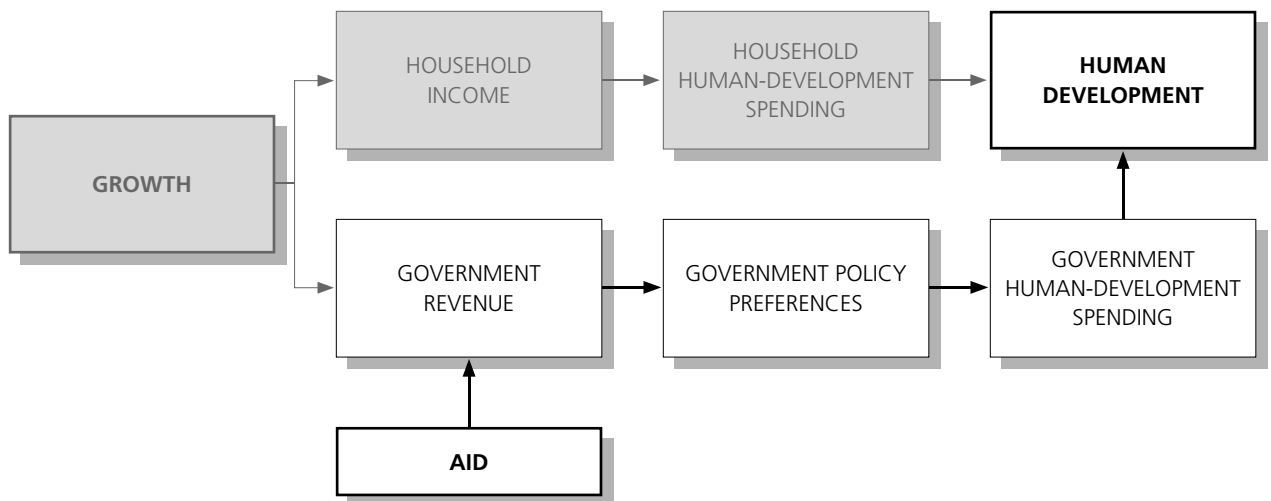 HOUSEHOLD
INCOME
HOUSEHOLD
HUMAN-DEVELOPMENT
SPENDING
HUMAN
DEVELOPMENT
GROWTH
GOVERNMENT
REVENUE
GOVERNMENT POLICY
PREFERENCES
GOVERNMENT
HUMAN-DEVELOPMENT
SPENDING
AID